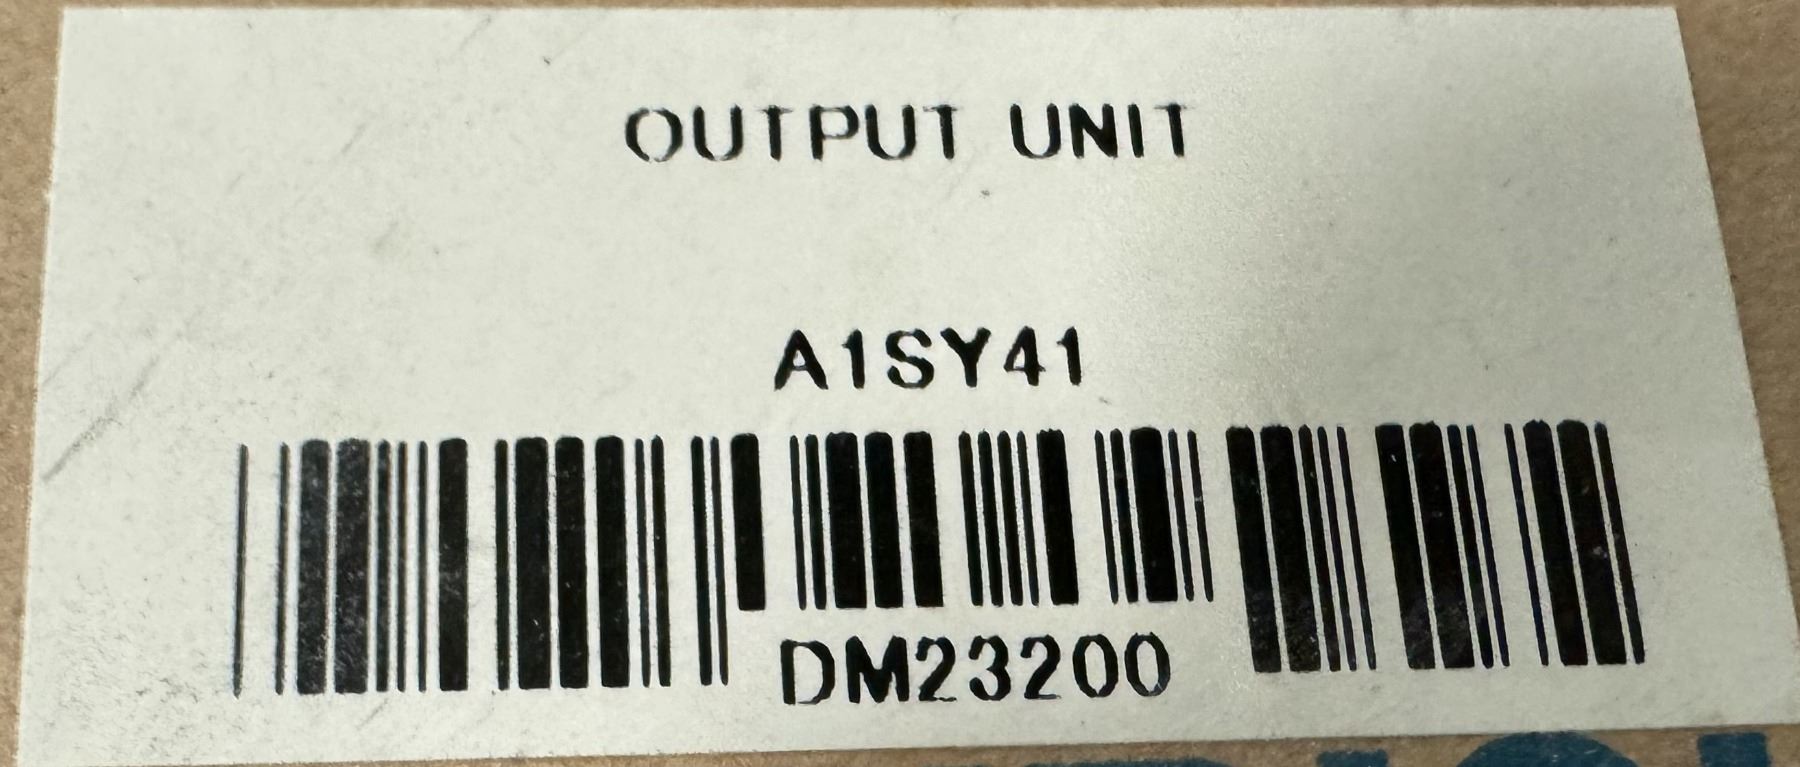 OUTPUT UNIT
A1SY41
DM23200